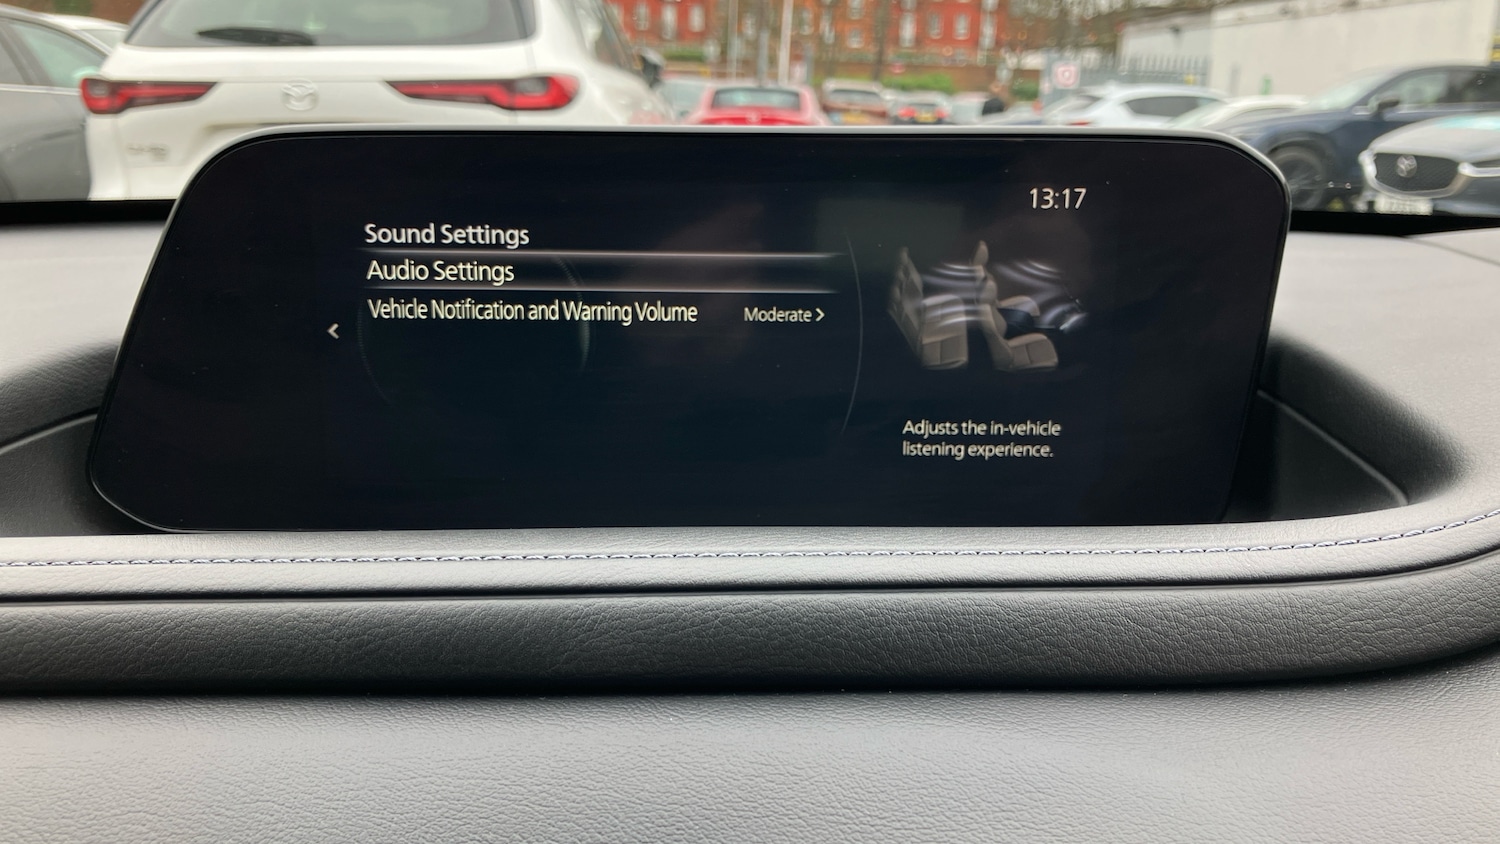 13:17
Sound Settings
Audio Settings
Vehicle Notification and Warning Volume Moderate >
<
Adjusts the in-vehicle
listening experience.